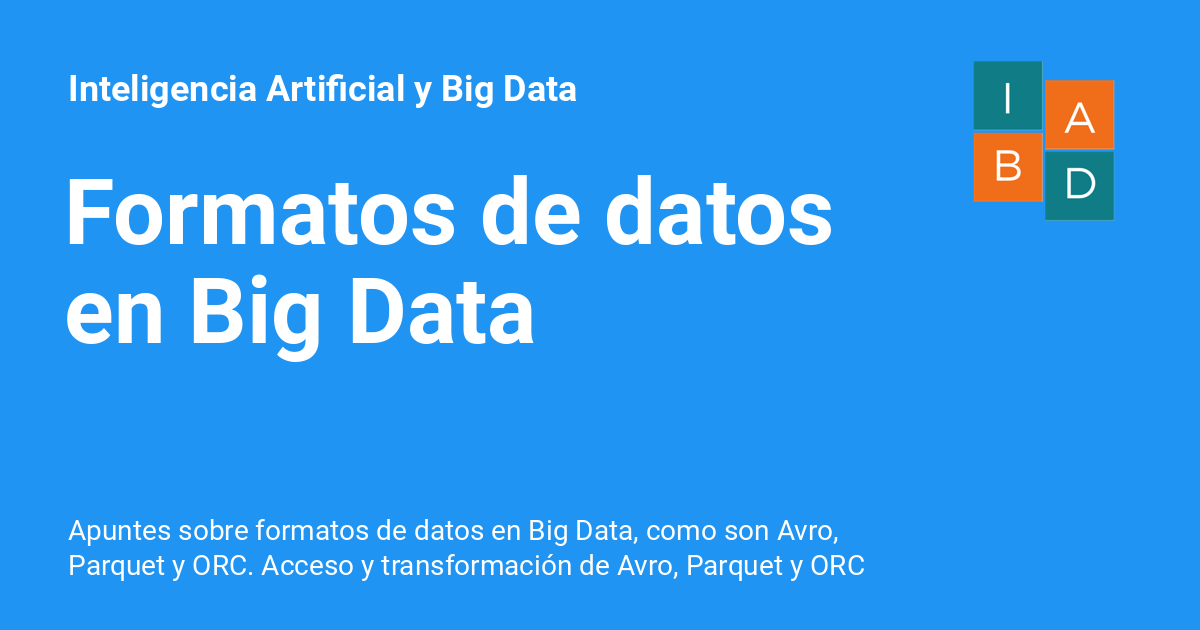 Inteligencia Artificial y Big Data
I
A
B
D
Formatos de datos
en Big Data
Apuntes sobre formatos de datos en Big Data, como son Avro,
Parquet y ORC. Acceso y transformación de Avro, Parquet y ORC